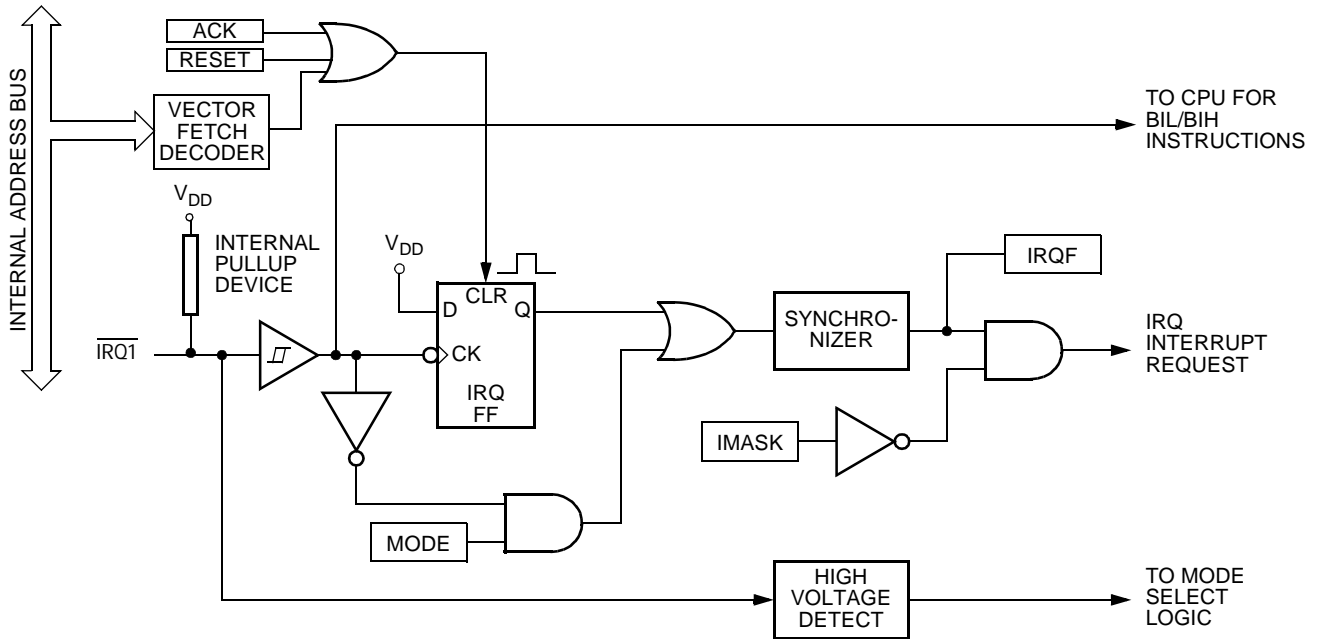 INTERNAL ADDRESS BUS
ACK
RESET
VECTOR
FETCH
DECODER
TO CPU FOR
BIL/BIH
INSTRUCTIONS
VDD
INTERNAL
PULLUP
DEVICE
VDD
IRQF
CLR
D
Q
CK
IRQ
FF
SYNCHRO-
NIZER
IRQ
INTERRUPT
REQUEST
IRQ1
IMASK
MODE
HIGH
VOLTAGE
DETECT
TO MODE
SELECT
LOGIC